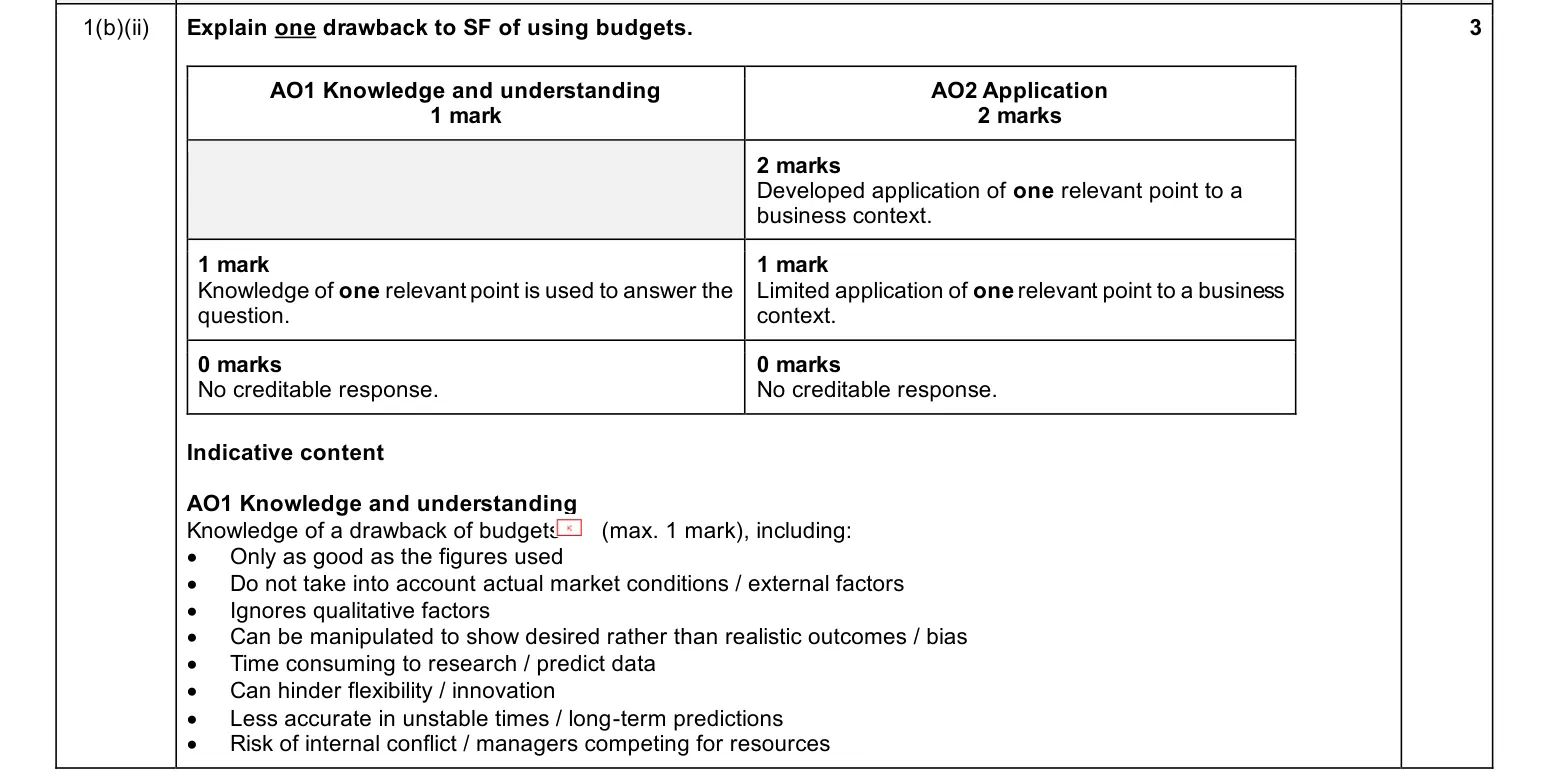 1(b)(ii)
Explain one drawback to SF of using budgets.
3
AO1 Knowledge and understanding
1 mark
AO2 Application
2 marks
2 marks
Developed application of one relevant point to a
business context.
1 mark
Knowledge of one relevant point is used to answer the
question.
1 mark
Limited application of one relevant point to a business
context.
0 marks
No creditable response.
0 marks
No creditable response.
Indicative content
AO1 Knowledge and understanding
Knowledge of a drawback of budgets (max. 1 mark), including:
• Only as good as the figures used
• Do not take into account actual market conditions / external factors
• Ignores qualitative factors
• Can be manipulated to show desired rather than realistic outcomes / bias
• Time consuming to research / predict data
• Can hinder flexibility / innovation
• Less accurate in unstable times / long-term predictions
• Risk of internal conflict / managers competing for resources